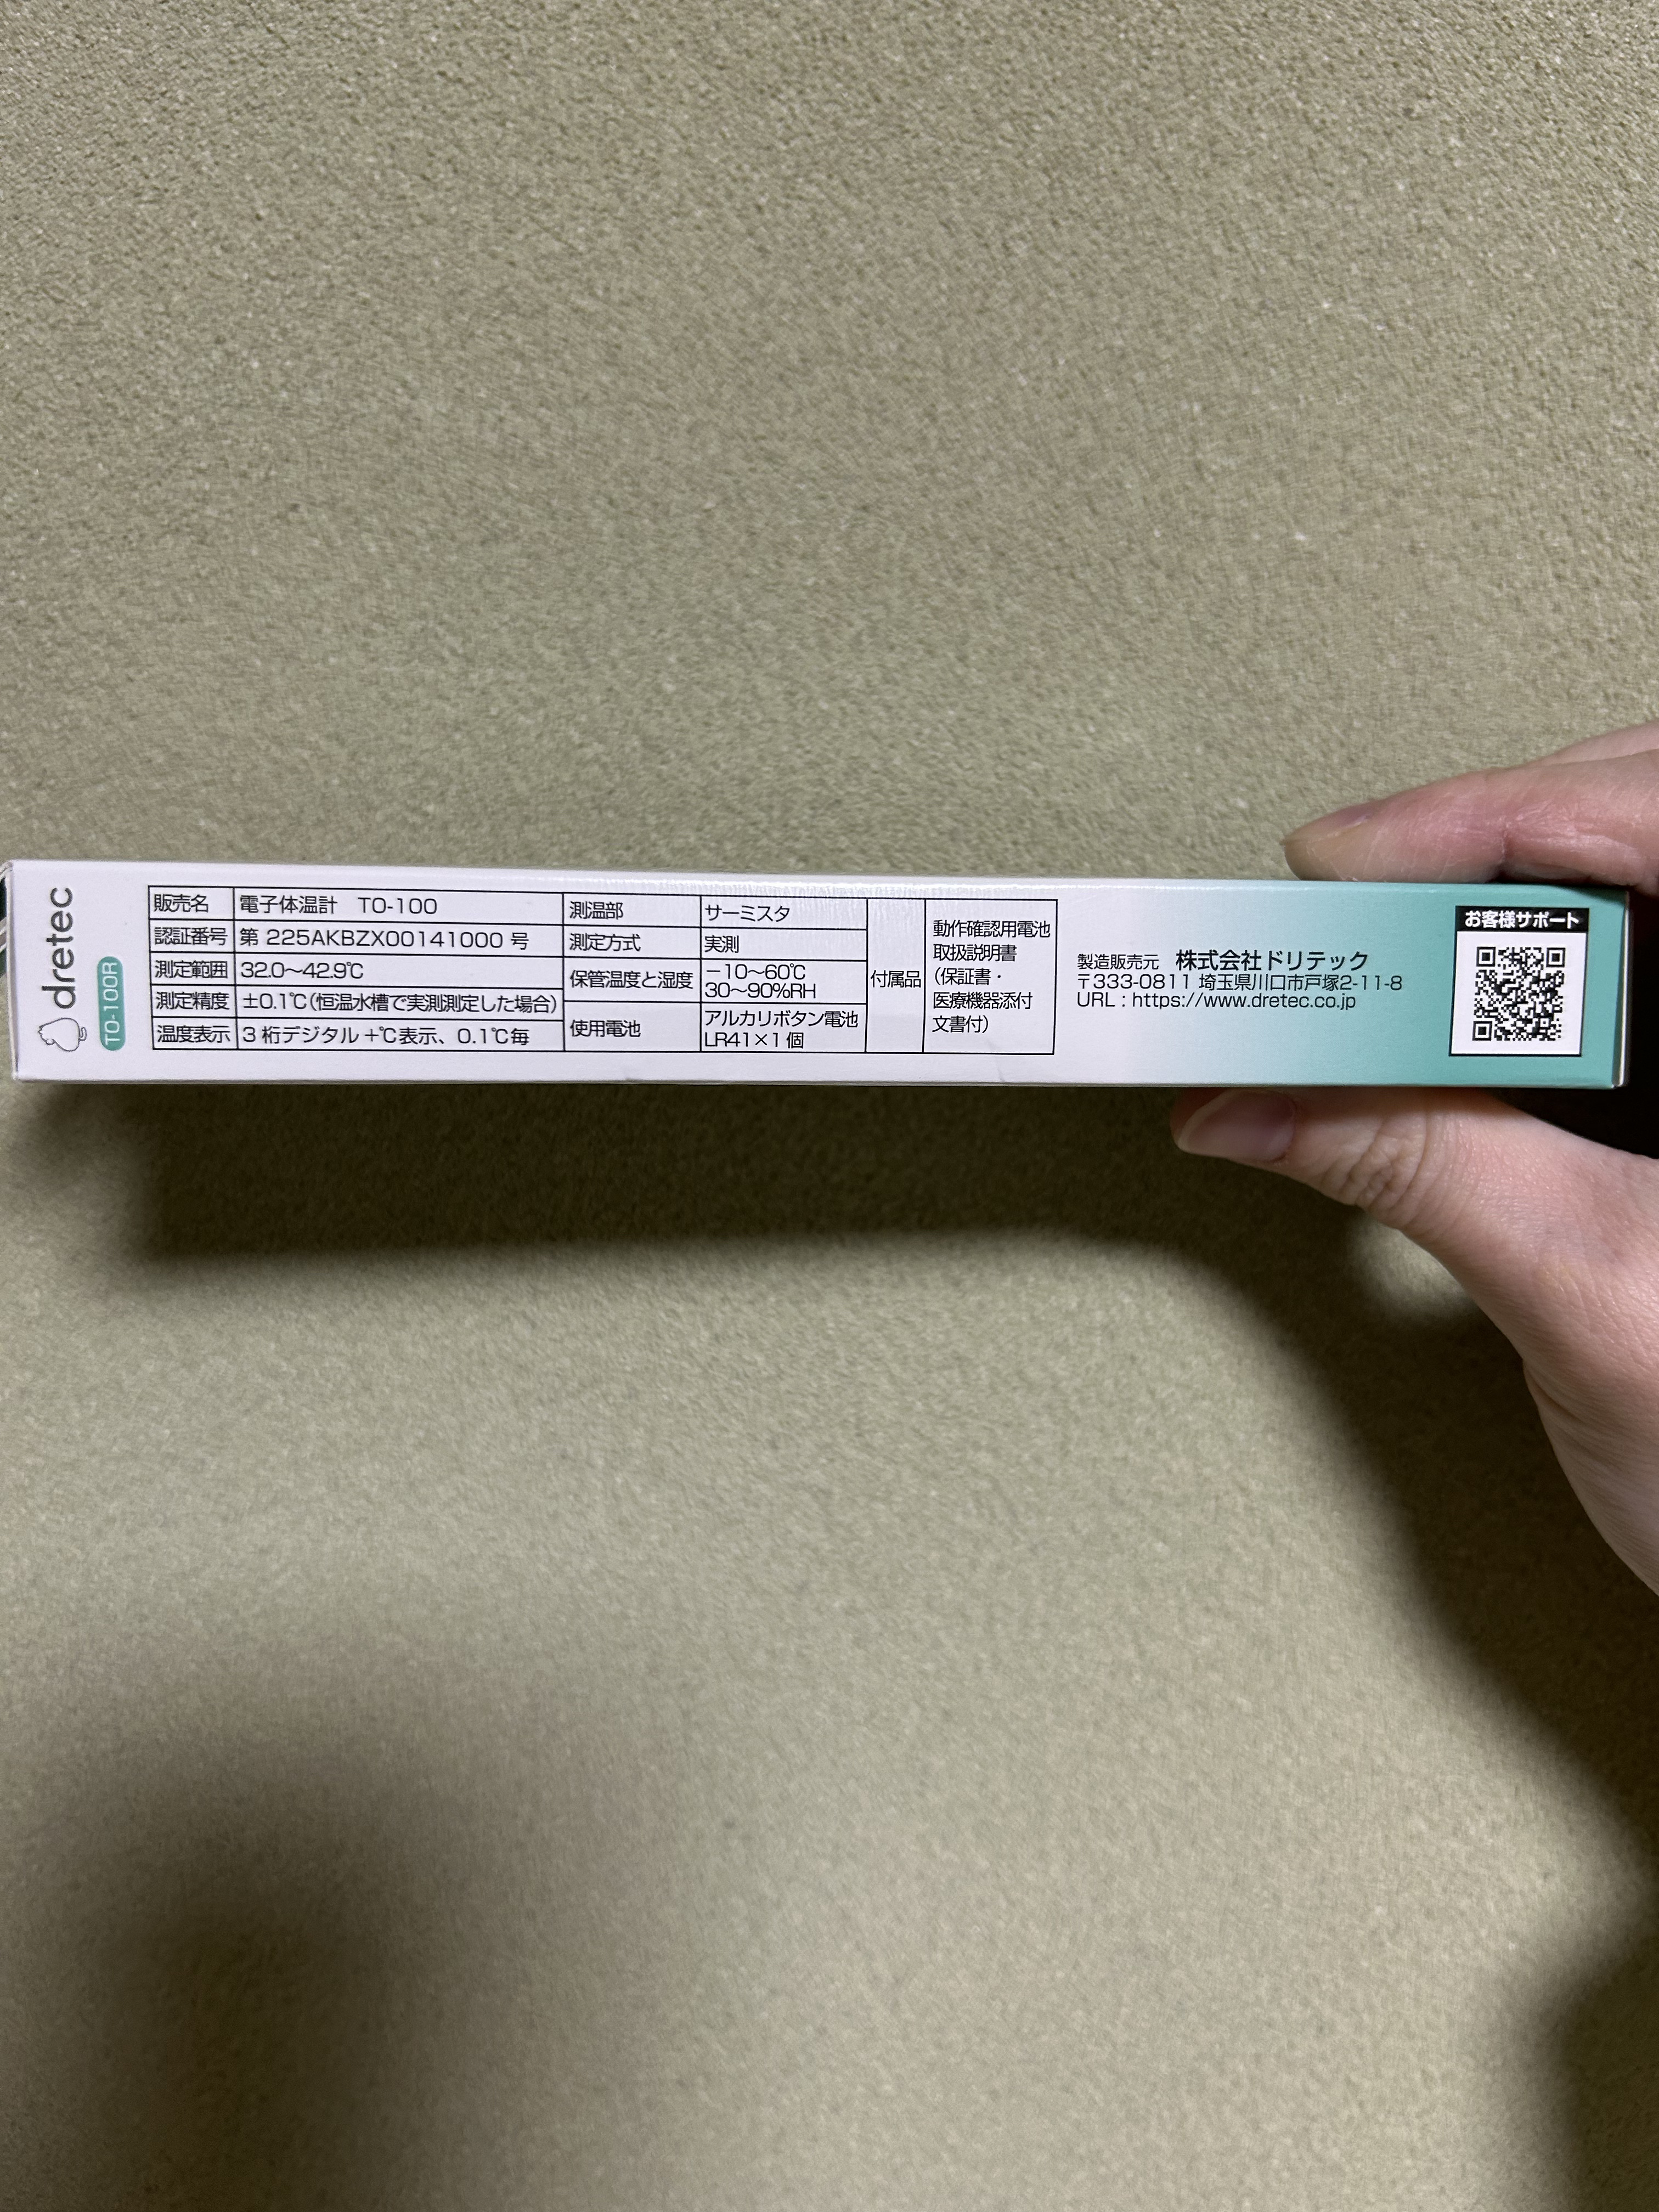 dretec
TO-100R
販売名 電子体温計 TO-100
認証番号 第 225AKBZX00141000 号
測定範囲 32.0〜42.9℃
測定精度 ±0.1℃(恒温水槽で実測測定した場合)
温度表示 3 桁デジタル +℃表示、0.1℃毎
測温部 サーミスタ
測定方式 実測
保管温度と湿度 −10〜60℃
30〜90%RH
使用電池 アルカリボタン電池
LR41×1個
付属品 動作確認用電池
取扱説明書
(保証書・
医療機器添付
文書付)
製造販売元 株式会社ドリテック
〒333-0811 埼玉県川口市戸塚2-11-8
URL : https://www.dretec.co.jp
お客様サポート